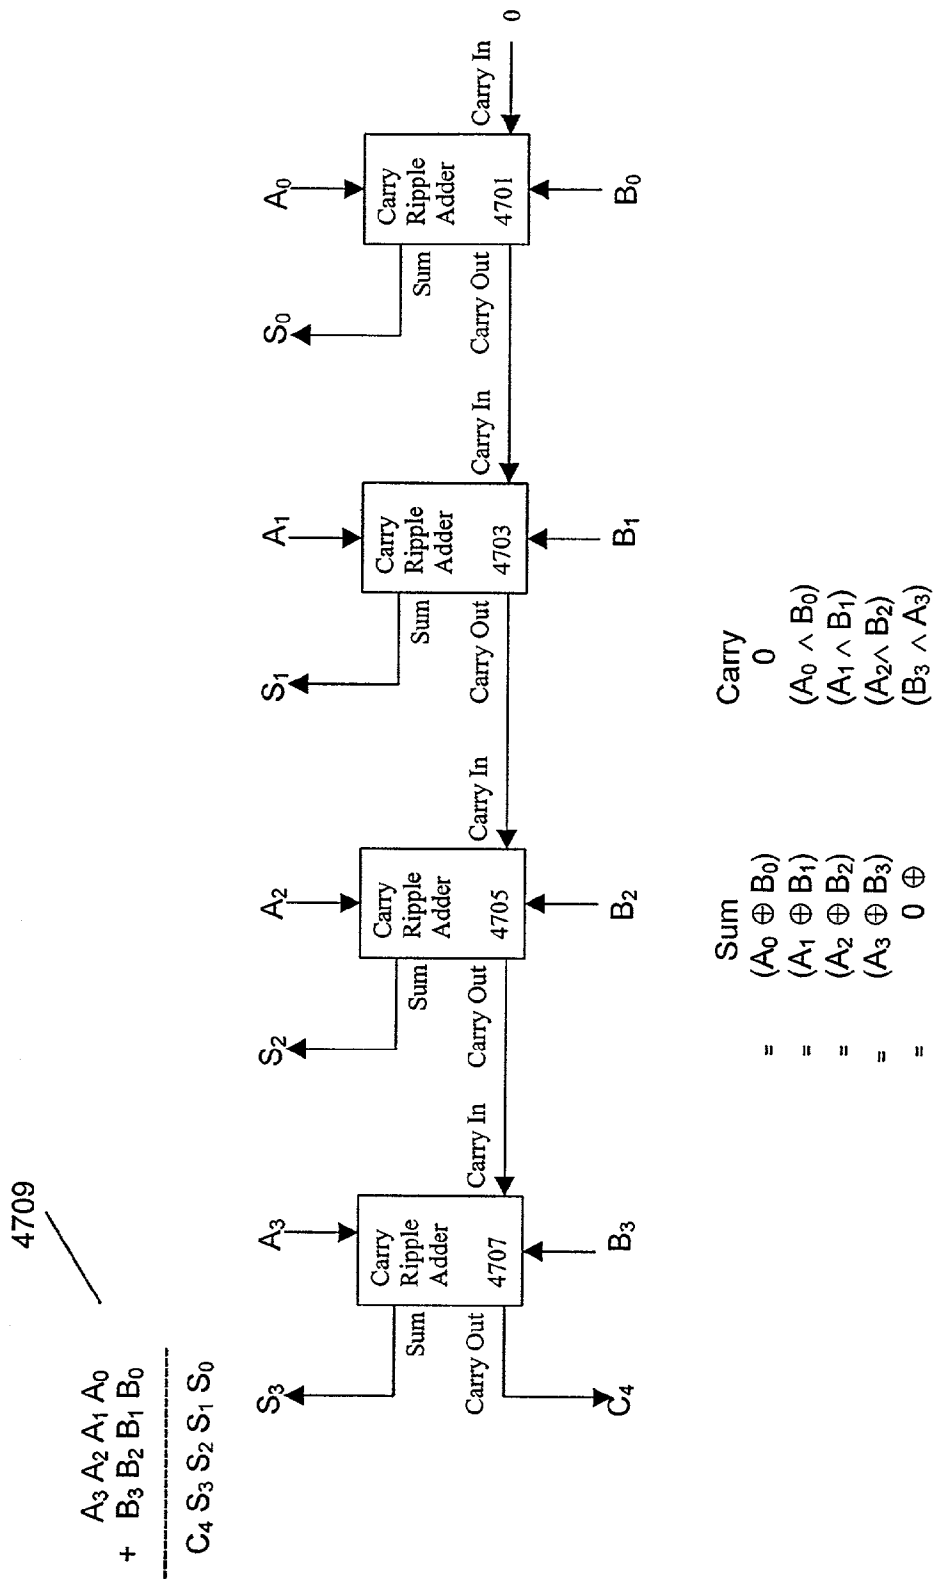 4709
A3 A2 A1 A0
+ B3 B2 B1 B0
C4 S3 S2 S1 S0
S3
A3
S2
A2
S1
A1
S0
A0
Carry
Ripple
Adder
4707
Carry
Ripple
Adder
4705
Carry
Ripple
Adder
4703
Carry
Ripple
Adder
4701
Sum
Sum
Sum
Sum
Carry Out
Carry In
Carry Out
Carry In
Carry Out
Carry In
Carry Out
Carry In
0
C4
B3
B2
B1
B0
Sum
Carry
= (A0 ⊕ B0) 0
= (A1 ⊕ B1) (A0 ∧ B0)
= (A2 ⊕ B2) (A1 ∧ B1)
= (A3 ⊕ B3) (A2∧ B2)
= 0 ⊕ (B3 ∧ A3)